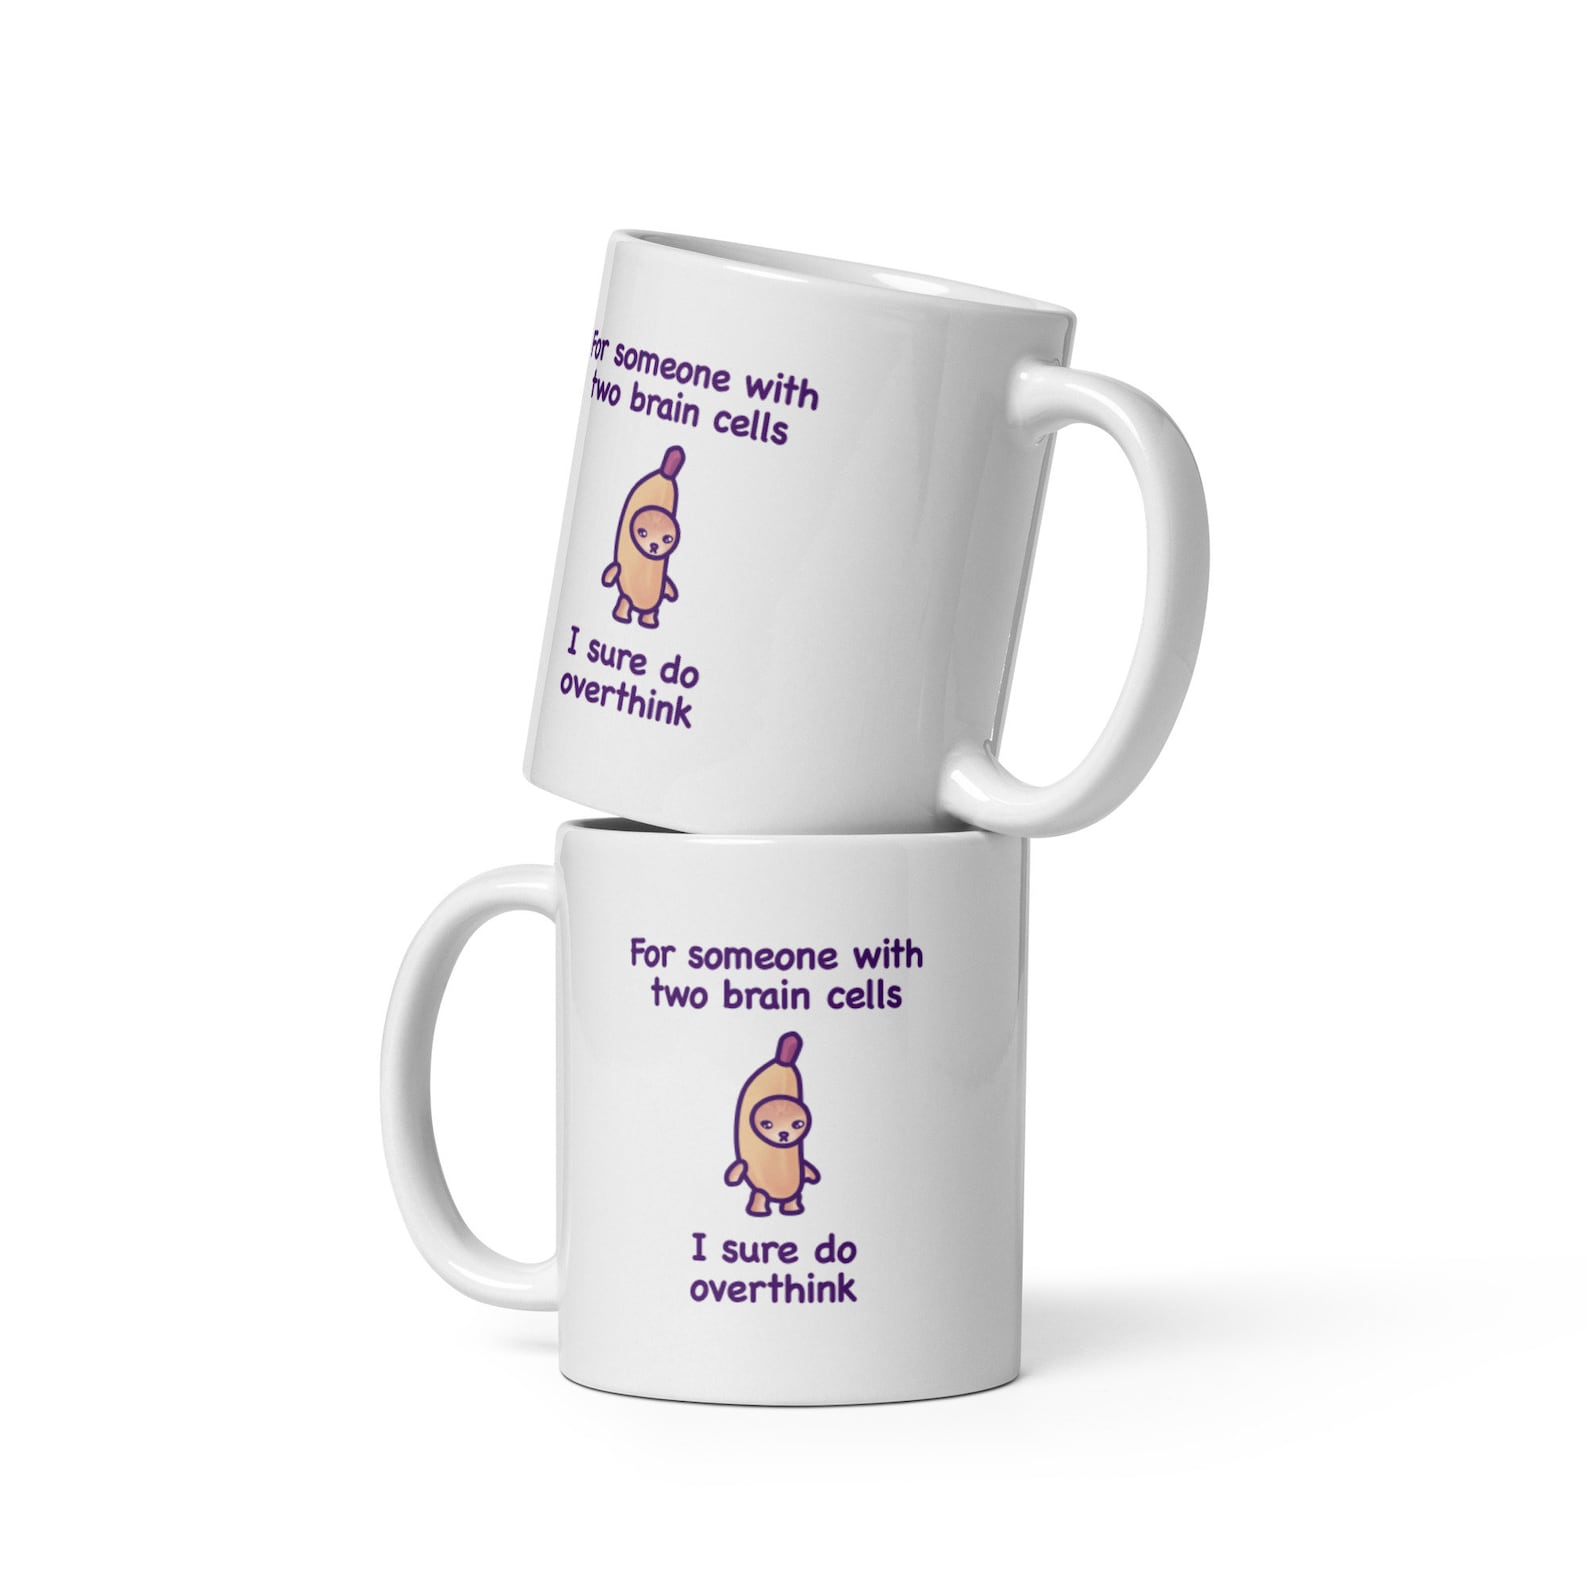 For someone with
two brain cells
I sure do
overthink
For someone with
two brain cells
I sure do
overthink